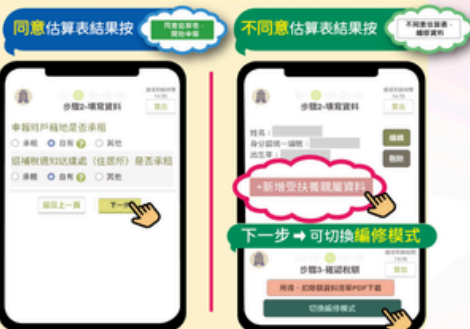 同意估算表結果按
同意估算表，
開始申報
步驟2-填寫資料
登出
申報時戶籍地是否承租
承租 自有 ? 其他
退補稅通知送達處（住居所）是否承租
承租 自有 ? 其他
返回上一頁
下一步
不同意估算表結果按
不同意估算表，
編修資料
步驟2-填寫資料
登出
姓名：
身分證統一編號：
出生年：
編輯
刪除
+新增受扶養親屬資料
下一步➡可切換編修模式
步驟3-確認稅額
登出
所得、扣除額資料清單PDF下載
切換編修模式